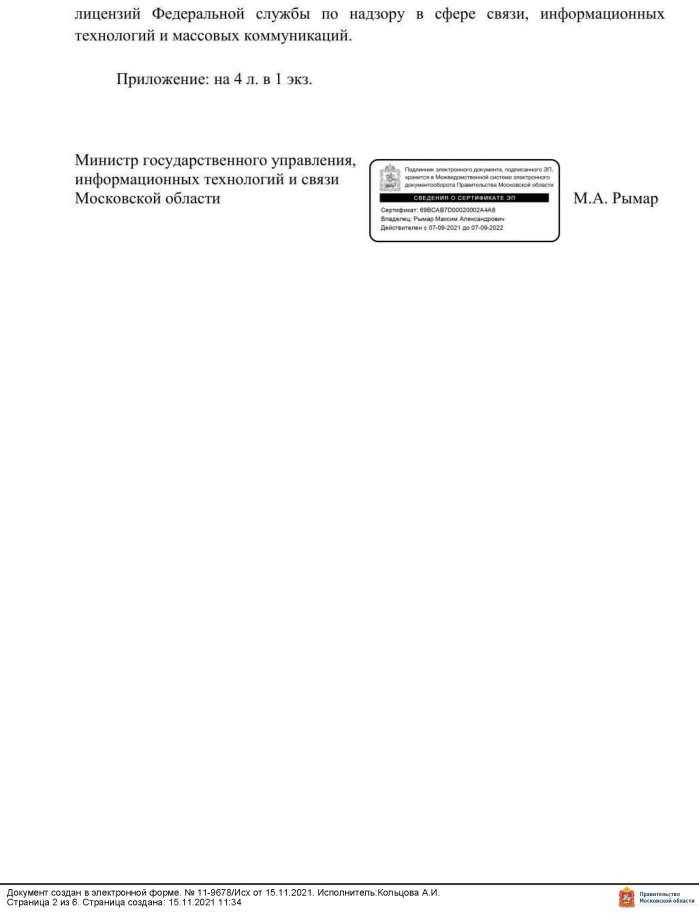 лицензий Федеральной службы по надзору в сфере связи, информационных
технологий и массовых коммуникаций.
Приложение: на 4 л. в 1 экз.
Министр государственного управления,
информационных технологий и связи
Московской области
Подлинник электронного документа, подписанного ЭП,
хранится в Межведомственной системе электронного
документооборота Правительства Московской области
СВЕДЕНИЯ О СЕРТИФИКАТЕ ЭП
Сертификат: 69BCAB7D00020002A4A8
Владелец: Рымар Максим Александрович
Действителен с 07-09-2021 до 07-09-2022
М.А. Рымар
Документ создан в электронной форме. № 11-9678/Исх от 15.11.2021. Исполнитель:Кольцова А.И.
Страница 2 из 6. Страница создана: 15.11.2021 11:34
Правительство
Московской области